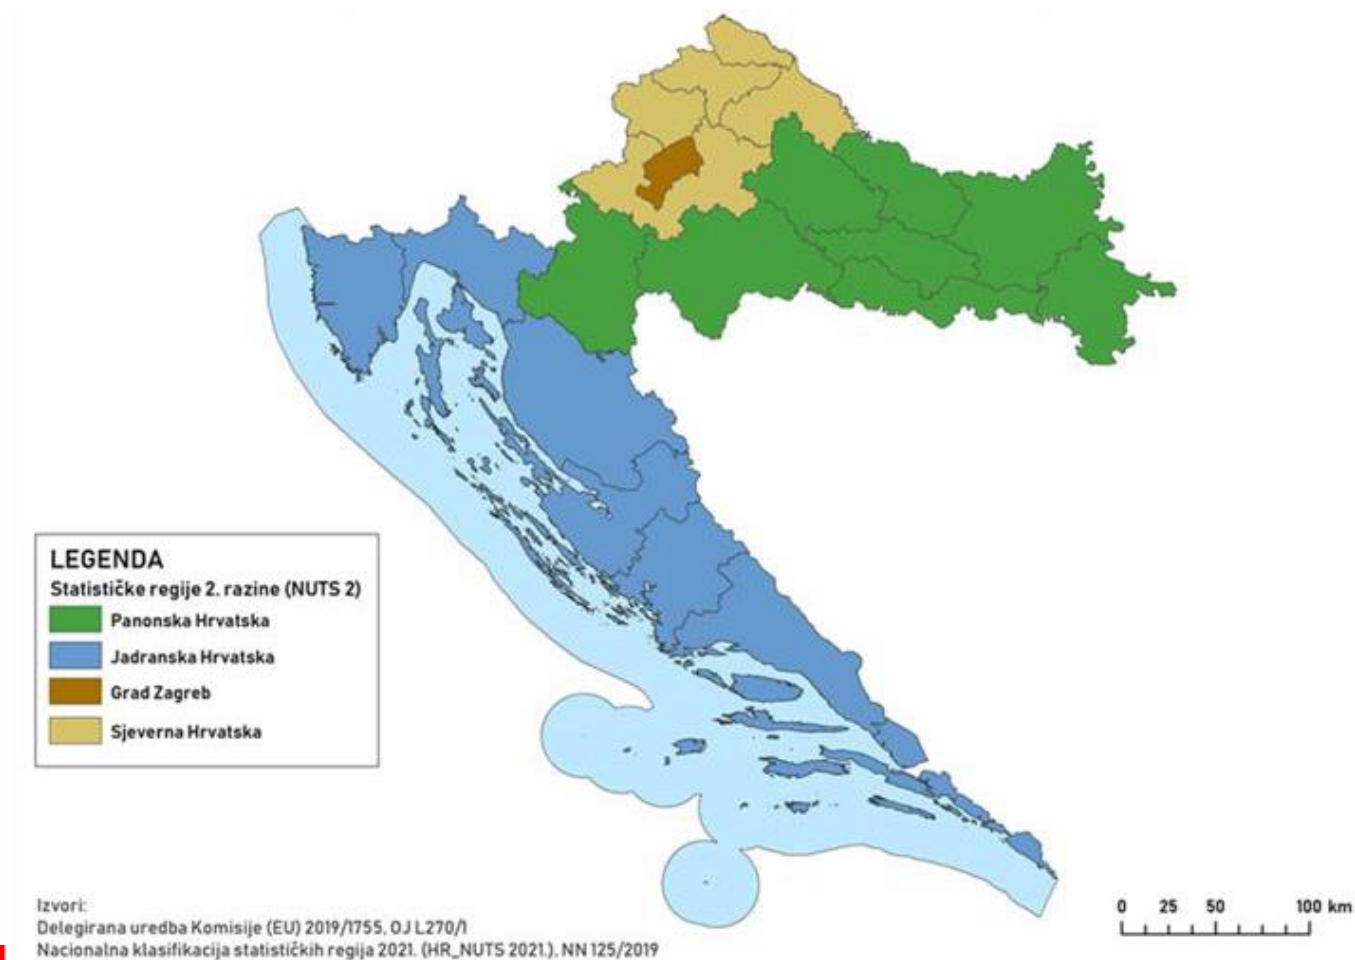 LEGENDA
Statističke regije 2. razine (NUTS 2)
Panonska Hrvatska
Jadranska Hrvatska
Grad Zagreb
Sjeverna Hrvatska
Izvori:
Delegirana uredba Komisije (EU) 2019/1755, OJ L270/1
Nacionalna klasifikacija statističkih regija 2021. (HR_NUTS 2021.), NN 125/2019
0 25 50 100 km